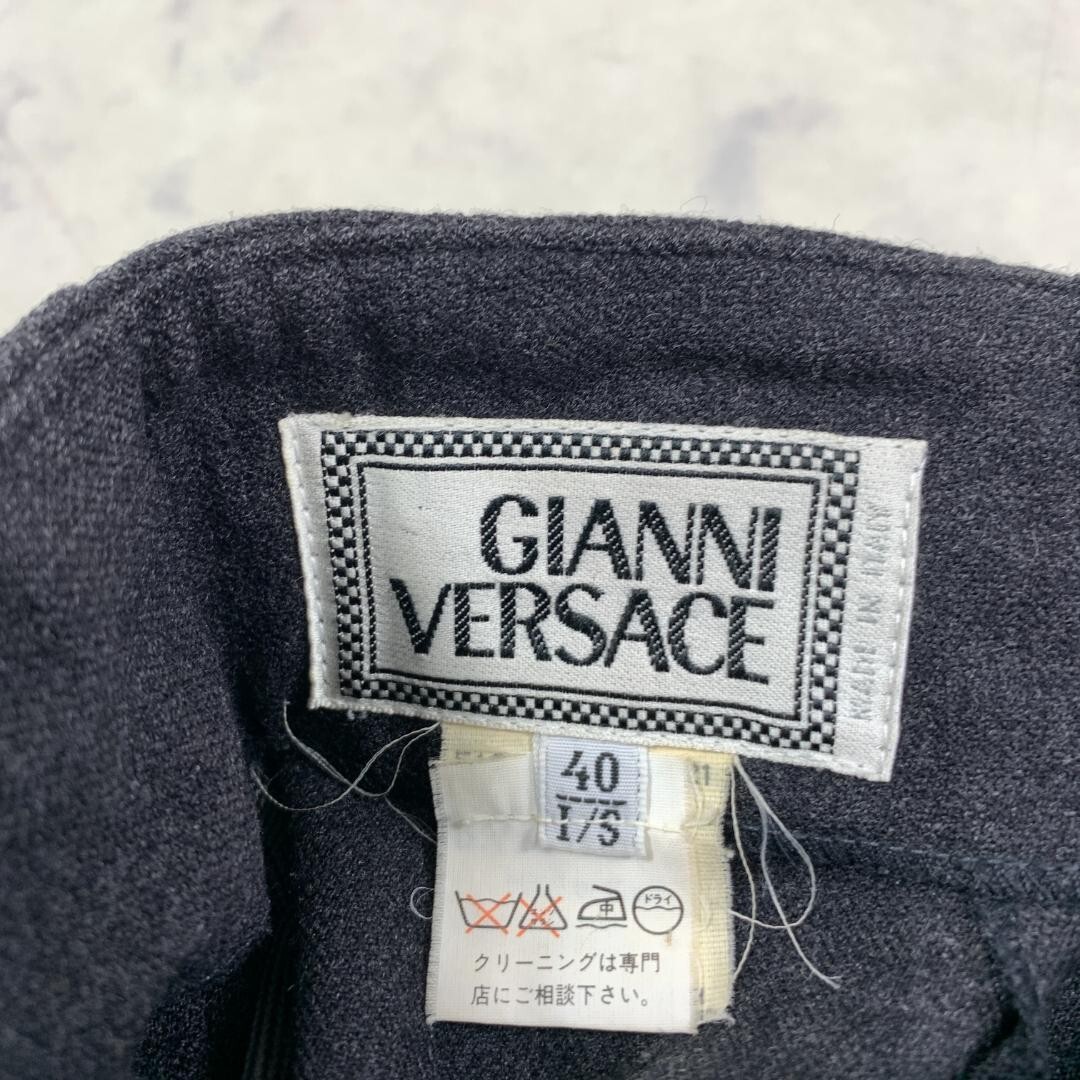 GIANNI
VERSACE
MADE IN ITALY
40
I/S
中 ドライ
クリーニングは専門
店にご相談下さい。